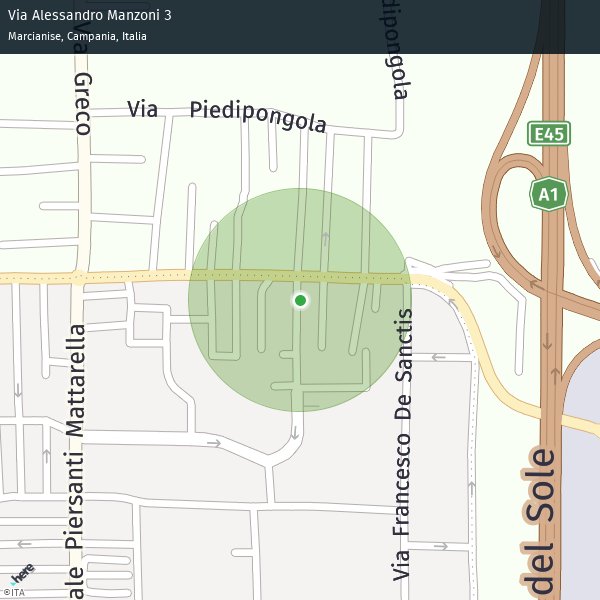 Via Alessandro Manzoni 3
Marcianise, Campania, Italia
Via Greco
dipongola
Via Piedipongola
E45
A1
ale Piersanti Mattarella
Via Francesco De Sanctis
del Sole
here
©ITA